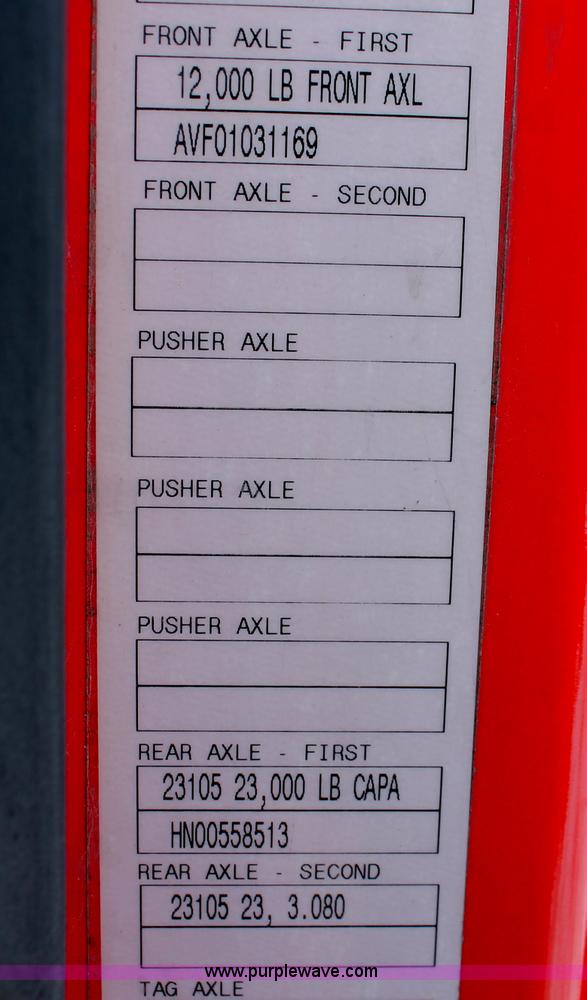 FRONT AXLE - FIRST
12,000 LB FRONT AXL
AVF01031169
FRONT AXLE - SECOND
PUSHER AXLE
PUSHER AXLE
PUSHER AXLE
REAR AXLE - FIRST
23105 23,000 LB CAPA
HN00558513
REAR AXLE - SECOND
23105 23, 3.080
www.purplewave.com
TAG AXLE